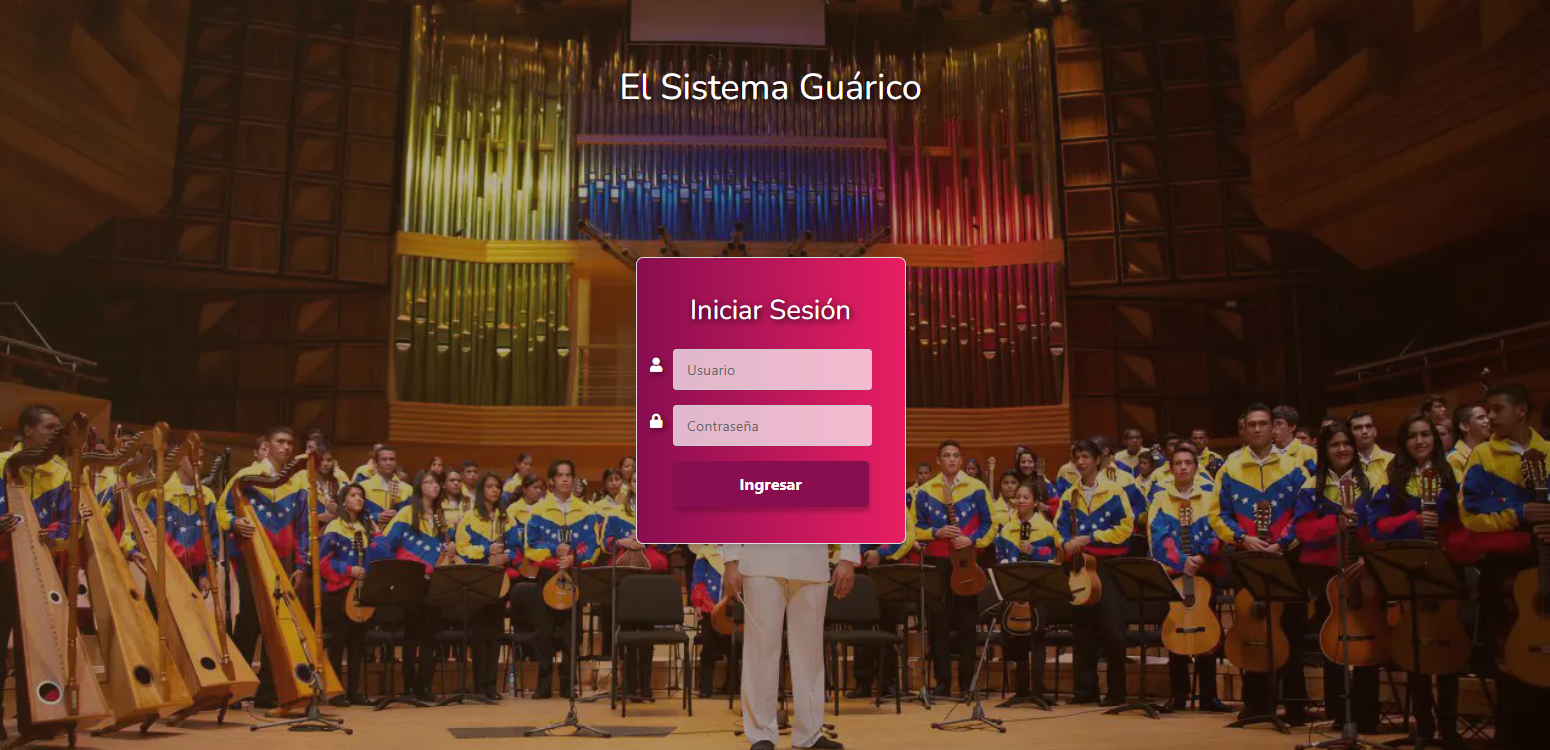 El Sistema Guárico
Iniciar Sesión
Usuario
Contraseña
Ingresar